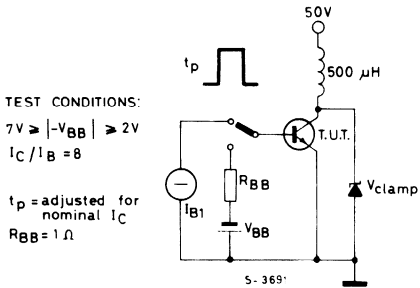 50V
tp
500 µH
TEST CONDITIONS:
7V ⩾ |-VBB| ⩾ 2V
IC/IB = 8
T.U.T.
tp = adjusted for
nominal IC
RBB = 1 Ω
IB1
RBB
VBB
Vclamp
S-369